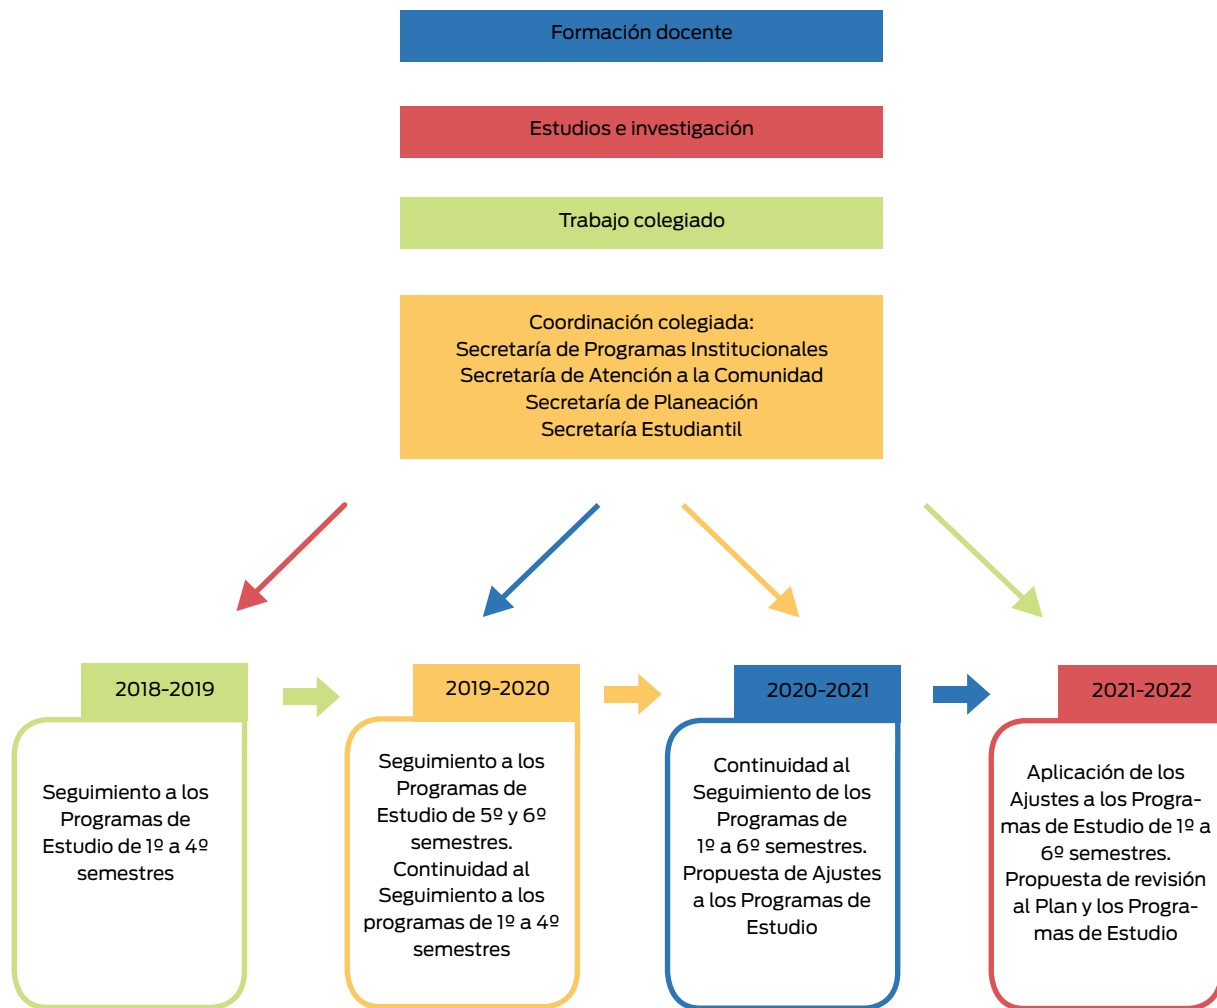 Formación docente
Estudios e investigación
Trabajo colegiado
Coordinación colegiada:
Secretaría de Programas Institucionales
Secretaría de Atención a la Comunidad
Secretaría de Planeación
Secretaría Estudiantil
2018-2019
Seguimiento a los
Programas de
Estudio de 1º a 4º
semestres
2019-2020
Seguimiento a los
Programas de
Estudio de 5º y 6º
semestres.
Continuidad al
Seguimiento a los
programas de 1º a 4º
semestres
2020-2021
Continuidad al
Seguimiento de los
Programas de
1º a 6º semestres.
Propuesta de Ajustes
a los Programas de
Estudio
2021-2022
Aplicación de los
Ajustes a los Progra-
mas de Estudio de 1º a
6º semestres.
Propuesta de revisión
al Plan y los Progra-
mas de Estudio